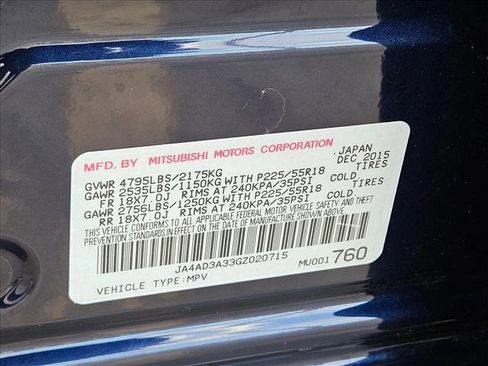 MFD. BY MITSUBISHI MOTORS CORPORATION JAPAN
GVWR 4795LBS/2175KG DEC 2015
GAWR 2535LBS/1150KG WITH P225/55R18 TIRES
FR 18X7.0J RIMS AT 240KPA/35PSI COLD
GAWR 2756LBS/1250KG WITH P225/55R18 TIRES
RR 18X7.0J RIMS AT 240KPA/35PSI COLD
THIS VEHICLE CONFORMS TO ALL APPLICABLE FEDERAL MOTOR VEHICLE SAFETY, BUMPER, AND THEFT
PREVENTION STANDARDS IN EFFECT ON THE DATE OF MANUFACTURE SHOWN ABOVE.
JA4AD3A33GZ020715
VEHICLE TYPE:MPV MU001 760